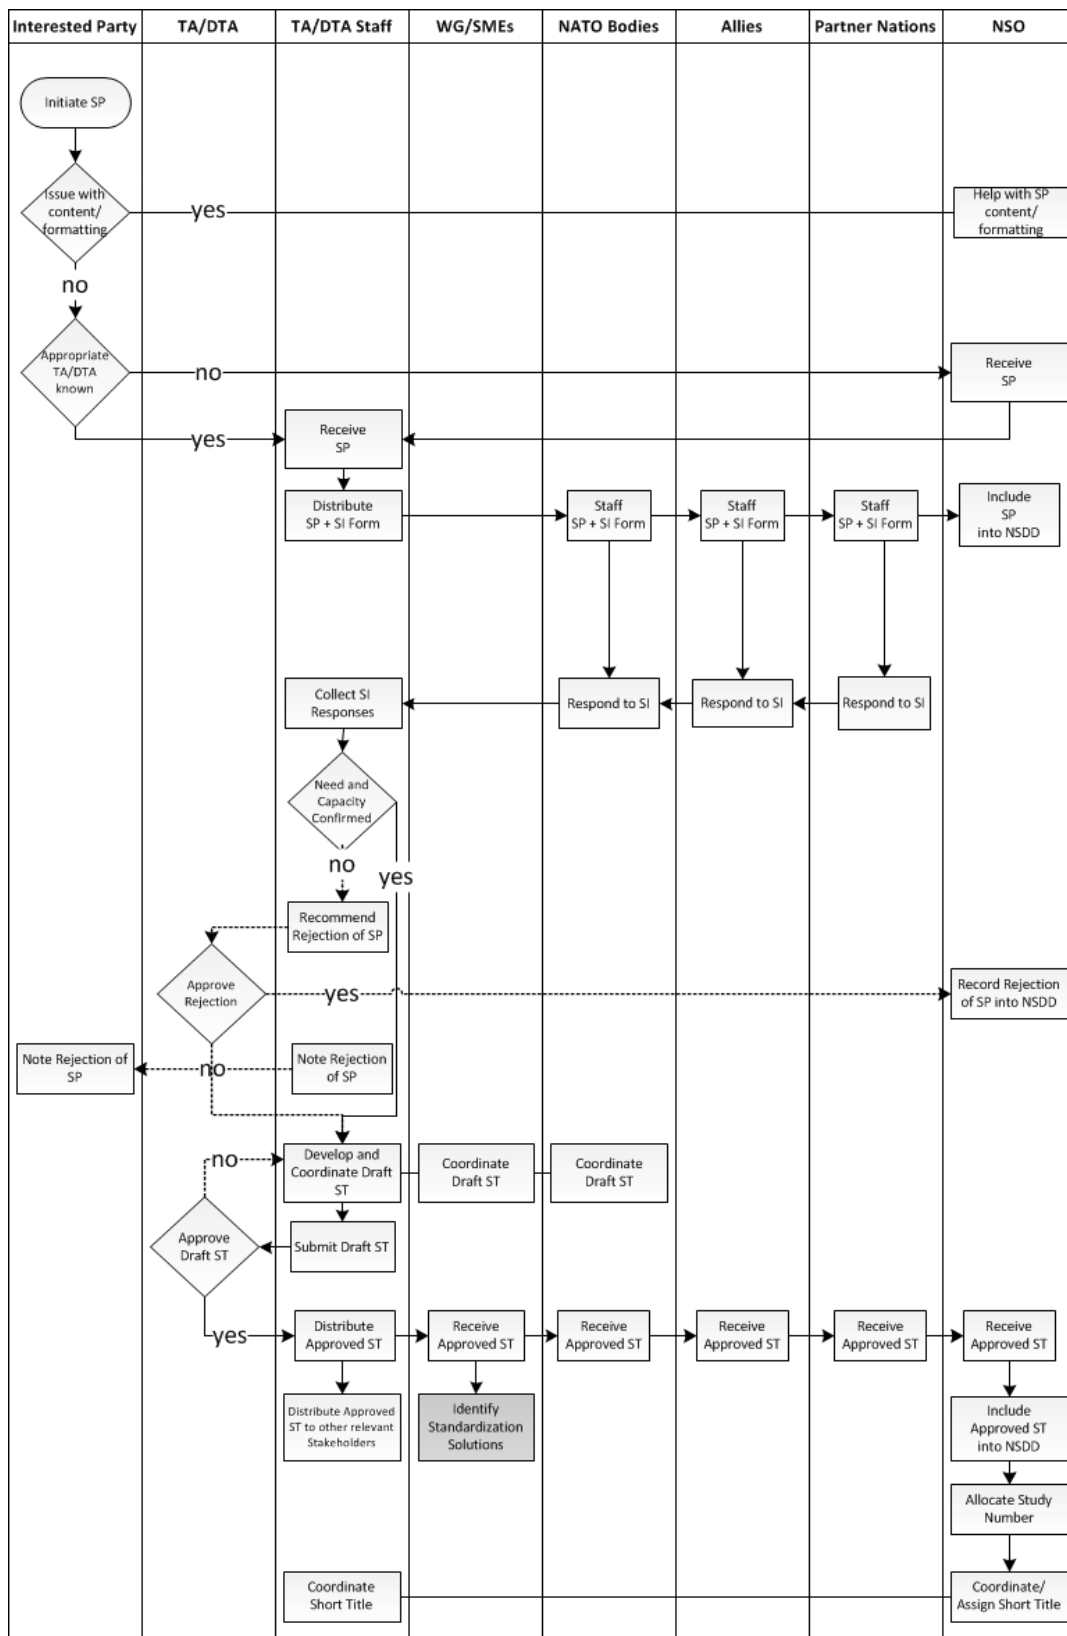 Interested Party
TA/DTA
TA/DTA Staff
WG/SMEs
NATO Bodies
Allies
Partner Nations
NSO
Initiate SP
Issue with
content/
formatting
yes
Help with SP
content/
formatting
no
Appropriate
TA/DTA
known
no
Receive
SP
yes
Receive
SP
Distribute
SP + SI Form
Staff
SP + SI Form
Staff
SP + SI Form
Staff
SP + SI Form
Include
SP
into NSDD
Collect SI
Responses
Respond to SI
Respond to SI
Respond to SI
Need and
Capacity
Confirmed
no
yes
Recommend
Rejection of SP
Approve
Rejection
yes
Record Rejection
of SP into NSDD
Note Rejection of
SP
no
Note Rejection
of SP
no
Develop and
Coordinate Draft
ST
Coordinate
Draft ST
Coordinate
Draft ST
Approve
Draft ST
Submit Draft ST
yes
Distribute
Approved ST
Receive
Approved ST
Receive
Approved ST
Receive
Approved ST
Receive
Approved ST
Receive
Approved ST
Distribute Approved
ST to other relevant
Stakeholders
Identify
Standardization
Solutions
Include
Approved ST
into NSDD
Allocate Study
Number
Coordinate
Short Title
Coordinate/
Assign Short Title